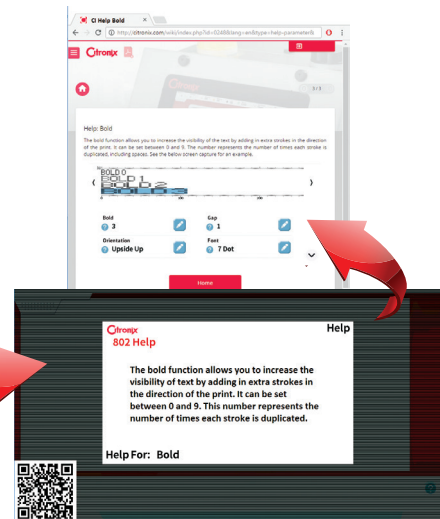 CI Help Bold
http://citronix.com/wiki/index.php?id=0248&lang=en&type=help-parameter&
Citronix
3/3
Help: Bold
The bold function allows you to increase the visibility of the text by adding in extra strokes in the direction
of the print. It can be set between 0 and 9. The number represents the number of times each stroke is
duplicated, including spaces. See the below screen capture for an example.
BOLD 0
BOLD 1
BOLD 2
BOLD 3
Bold
3
Gap
1
Orientation
Upside Up
Font
7 Dot
Home
Citronix
Help
802 Help
The bold function allows you to increase the
visibility of text by adding in extra strokes in
the direction of the print. It can be set
between 0 and 9. This number represents the
number of times each stroke is duplicated.
Help For: Bold